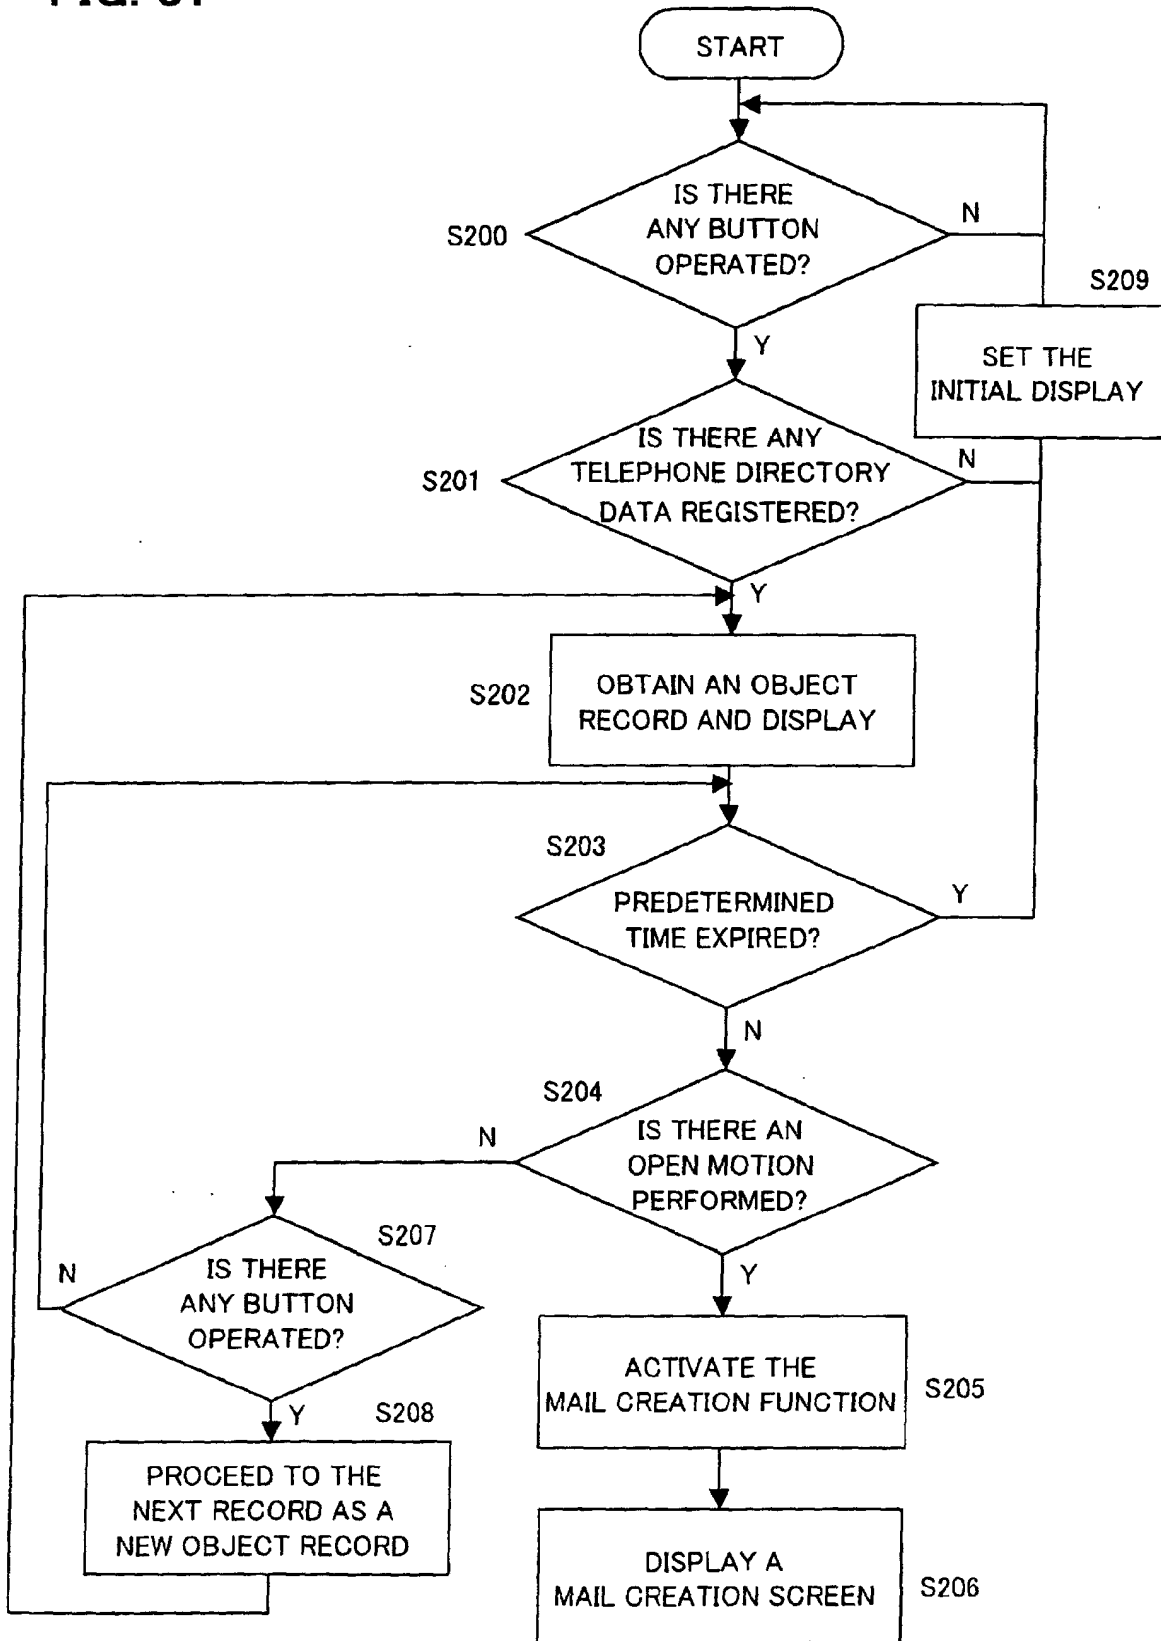 START
IS THERE
ANY BUTTON
OPERATED?
N
S200
Y
S209
SET THE
INITIAL DISPLAY
IS THERE ANY
TELEPHONE DIRECTORY
DATA REGISTERED?
N
S201
Y
S202
OBTAIN AN OBJECT
RECORD AND DISPLAY
S203
PREDETERMINED
TIME EXPIRED?
Y
N
S204
IS THERE AN
OPEN MOTION
PERFORMED?
N
Y
S207
IS THERE
ANY BUTTON
OPERATED?
N
Y
S208
PROCEED TO THE
NEXT RECORD AS A
NEW OBJECT RECORD
ACTIVATE THE
MAIL CREATION FUNCTION
S205
DISPLAY A
MAIL CREATION SCREEN
S206